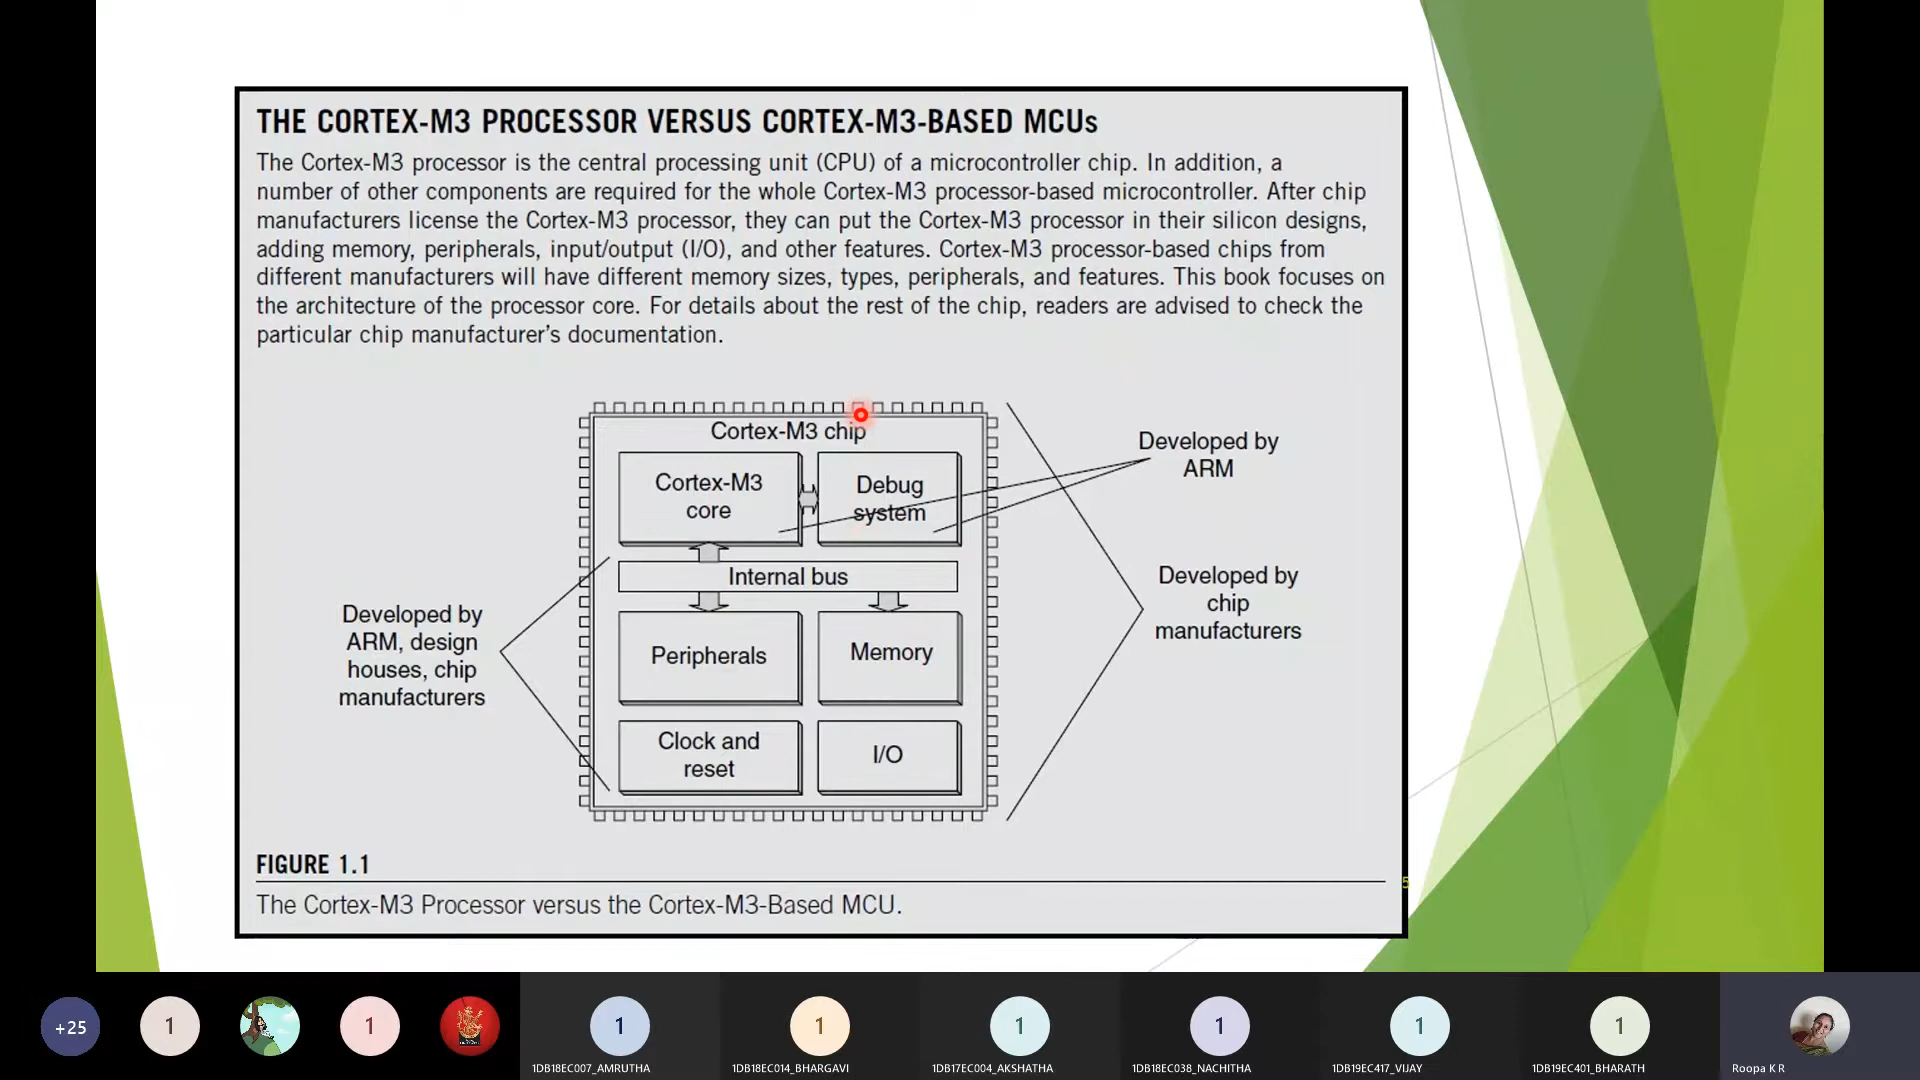 THE CORTEX-M3 PROCESSOR VERSUS CORTEX-M3-BASED MCUs
The Cortex-M3 processor is the central processing unit (CPU) of a microcontroller chip. In addition, a
number of other components are required for the whole Cortex-M3 processor-based microcontroller. After chip
manufacturers license the Cortex-M3 processor, they can put the Cortex-M3 processor in their silicon designs,
adding memory, peripherals, input/output (I/O), and other features. Cortex-M3 processor-based chips from
different manufacturers will have different memory sizes, types, peripherals, and features. This book focuses on
the architecture of the processor core. For details about the rest of the chip, readers are advised to check the
particular chip manufacturer's documentation.
Cortex-M3 chip
Cortex-M3
core
Debug
system
Developed by
ARM
Internal bus
Developed by
ARM, design
houses, chip
manufacturers
Peripherals
Memory
Developed by
chip
manufacturers
Clock and
reset
I/O
FIGURE 1.1
5
The Cortex-M3 Processor versus the Cortex-M3-Based MCU.
+25
1
1
1
1
1
1
1
1
1DB18EC007_AMRUTHA
1DB18EC014_BHARGAVI
1DB17EC004_AKSHATHA
1DB18EC038_NACHITHA
1DB19EC417_VIJAY
1DB19EC401_BHARATH
Roopa K R